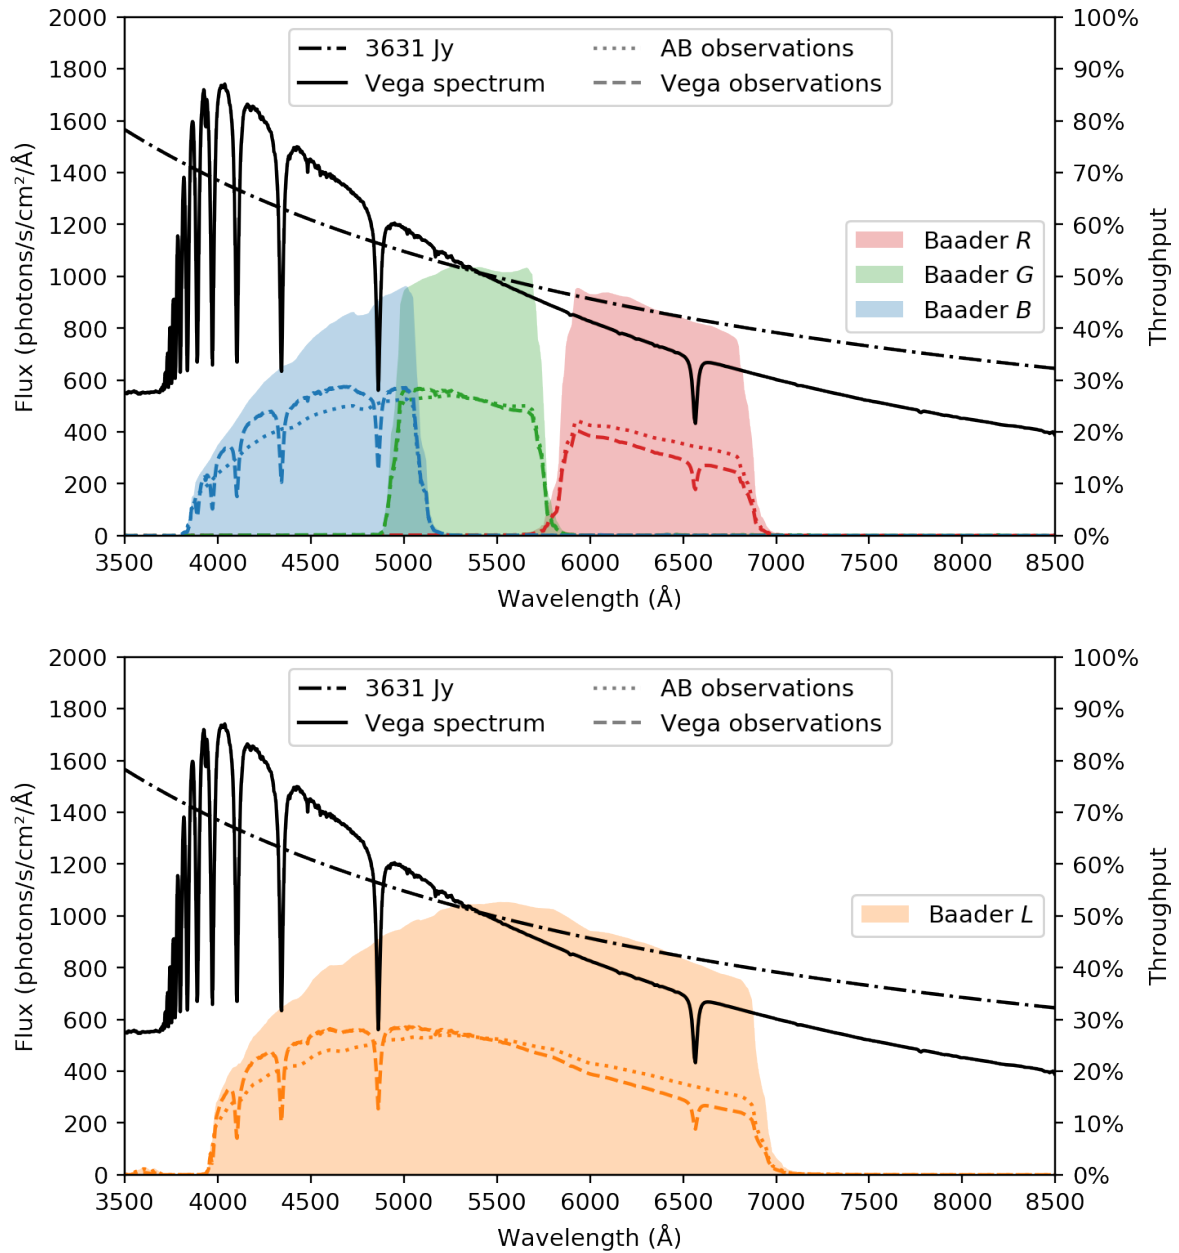 2000
1800
1600
1400
1200
1000
800
600
400
200
0
Flux (photons/s/cm²/Å)
3631 Jy
Vega spectrum
AB observations
Vega observations
Baader R
Baader G
Baader B
100%
90%
80%
70%
60%
50%
40%
30%
20%
10%
0%
Throughput
3500 4000 4500 5000 5500 6000 6500 7000 7500 8000 8500
Wavelength (Å)
2000
1800
1600
1400
1200
1000
800
600
400
200
0
Flux (photons/s/cm²/Å)
3631 Jy
Vega spectrum
AB observations
Vega observations
Baader L
100%
90%
80%
70%
60%
50%
40%
30%
20%
10%
0%
Throughput
3500 4000 4500 5000 5500 6000 6500 7000 7500 8000 8500
Wavelength (Å)